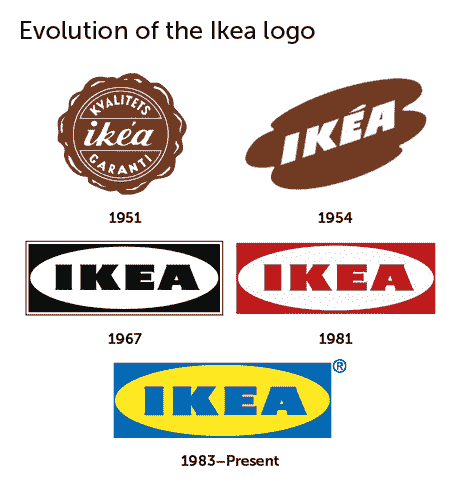 Evolution of the Ikea logo
KVALITETS
ikéa
GARANTI
IKÉA
1951
1954
IKEA
IKEA
1967
1981
IKEA®
1983–Present